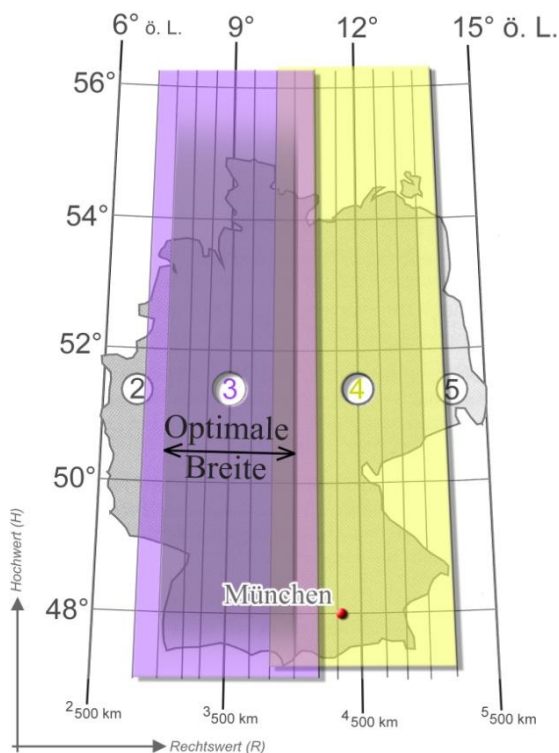 6° ö. L. 9° 12° 15° ö. L.
56°
54°
52°
2 3 4 5
Optimale
Breite
50°
Hochwert (H)
München
48°
2500 km 3500 km 4500 km 5500 km
Rechtswert (R)